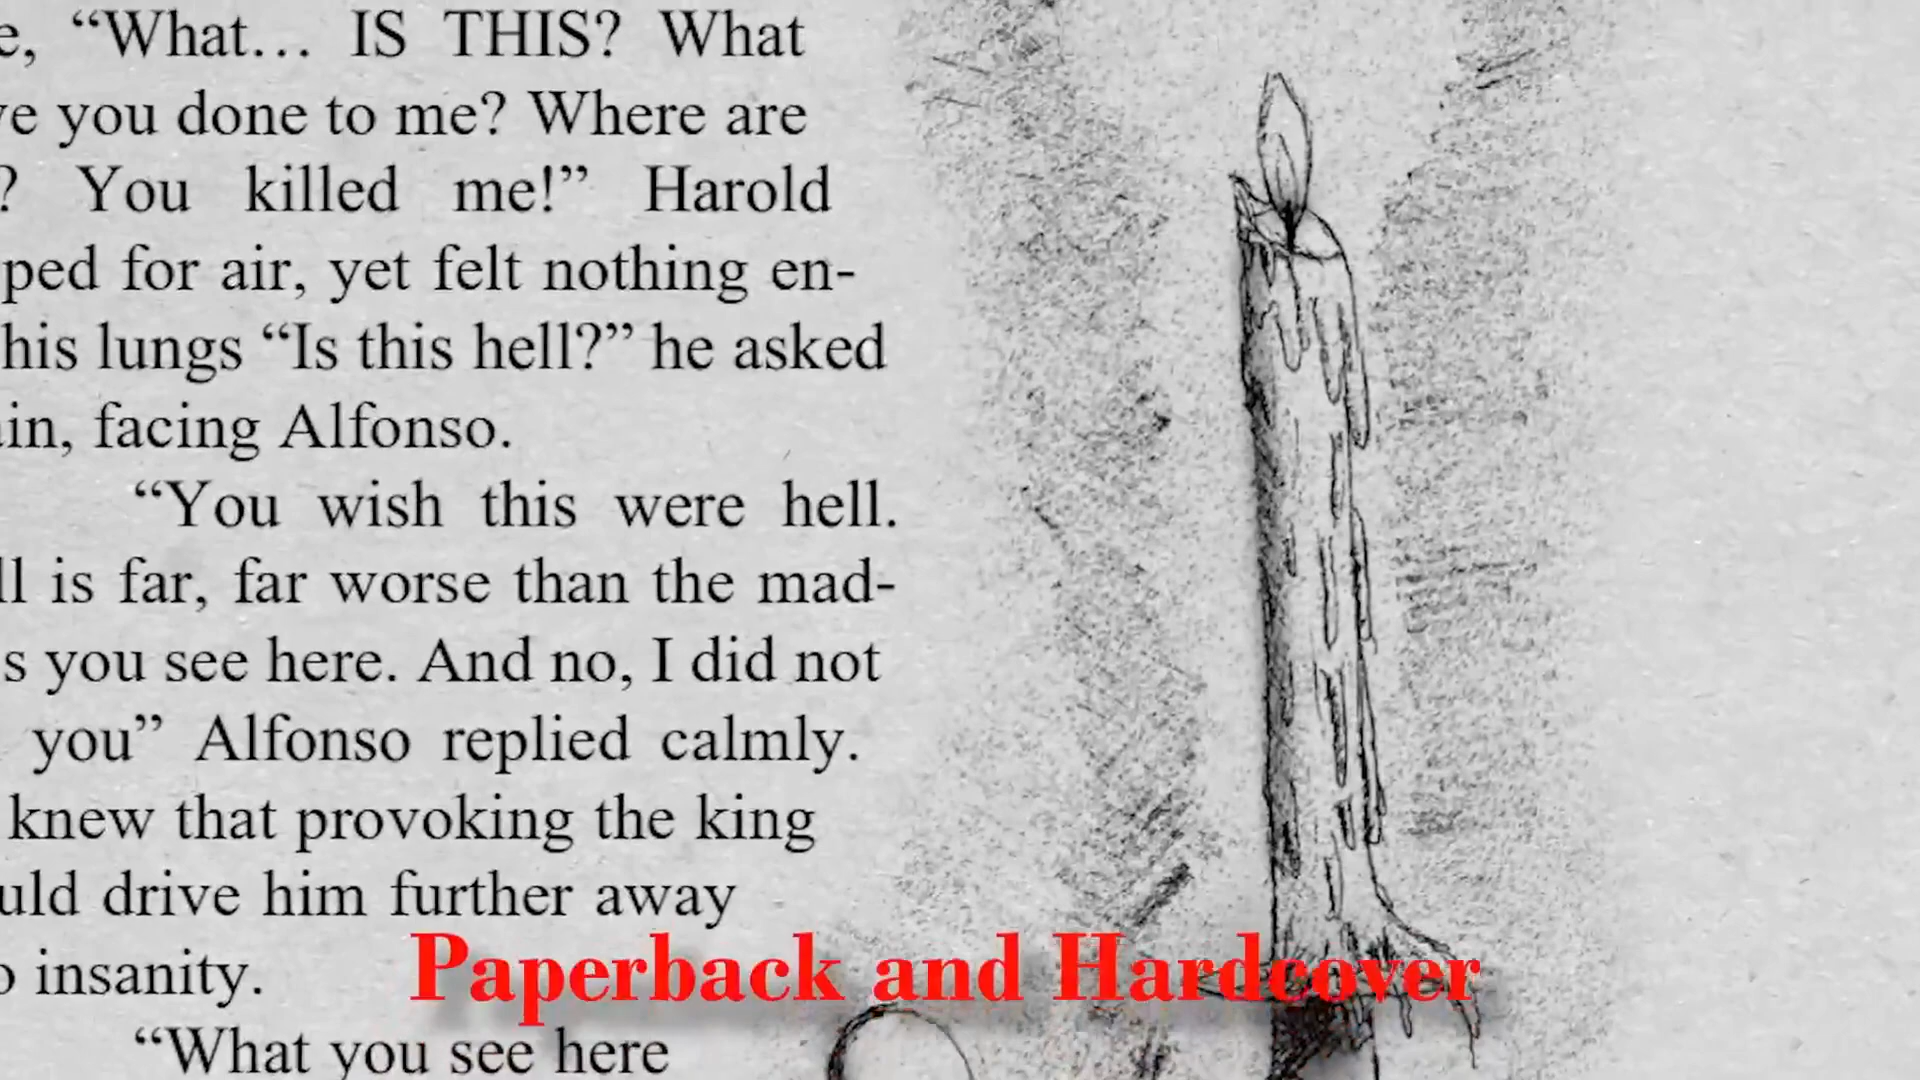 e, “What… IS THIS? What
ve you done to me? Where are
? You killed me!” Harold
ped for air, yet felt nothing en-
his lungs “Is this hell?” he asked
ain, facing Alfonso.
“You wish this were hell.
ll is far, far worse than the mad-
s you see here. And no, I did not
you” Alfonso replied calmly.
knew that provoking the king
uld drive him further away
o insanity.
Paperback and Hardcover
“What you see here